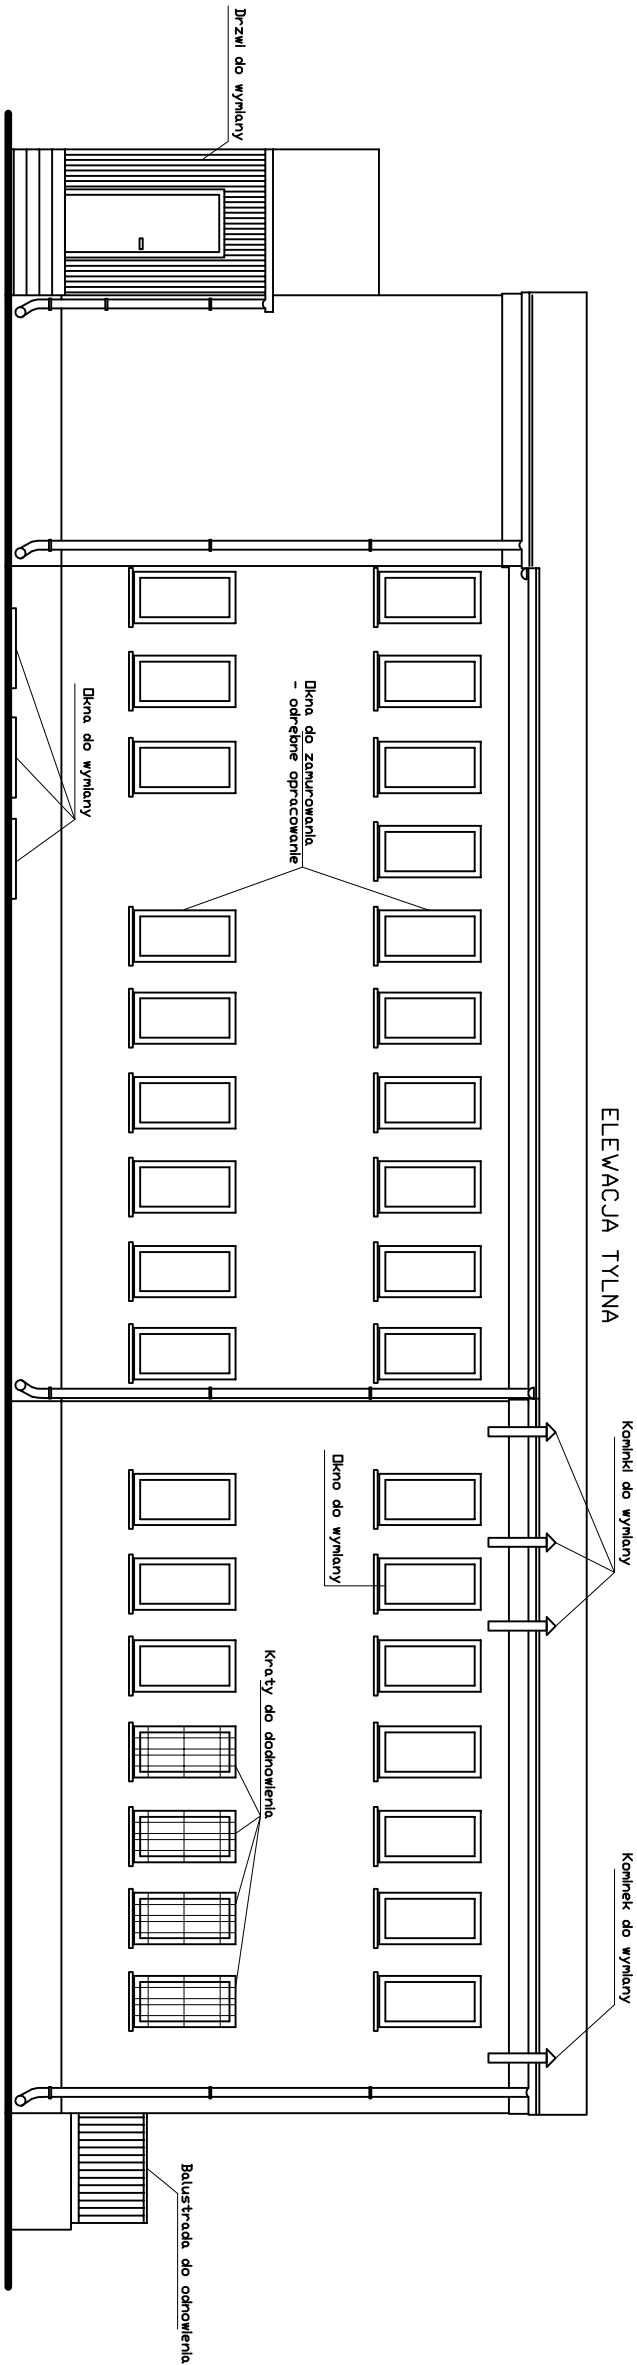 ELEWACJA TYLNA
Kominki do wymiany
Kominek do wymiany
Drzwi do wymiany
Okna do zamurowania
- odrębne opracowanie
Okno do wymiany
Kraty do dodnowienia
Okna do wymiany
Balustrada do odnowienia